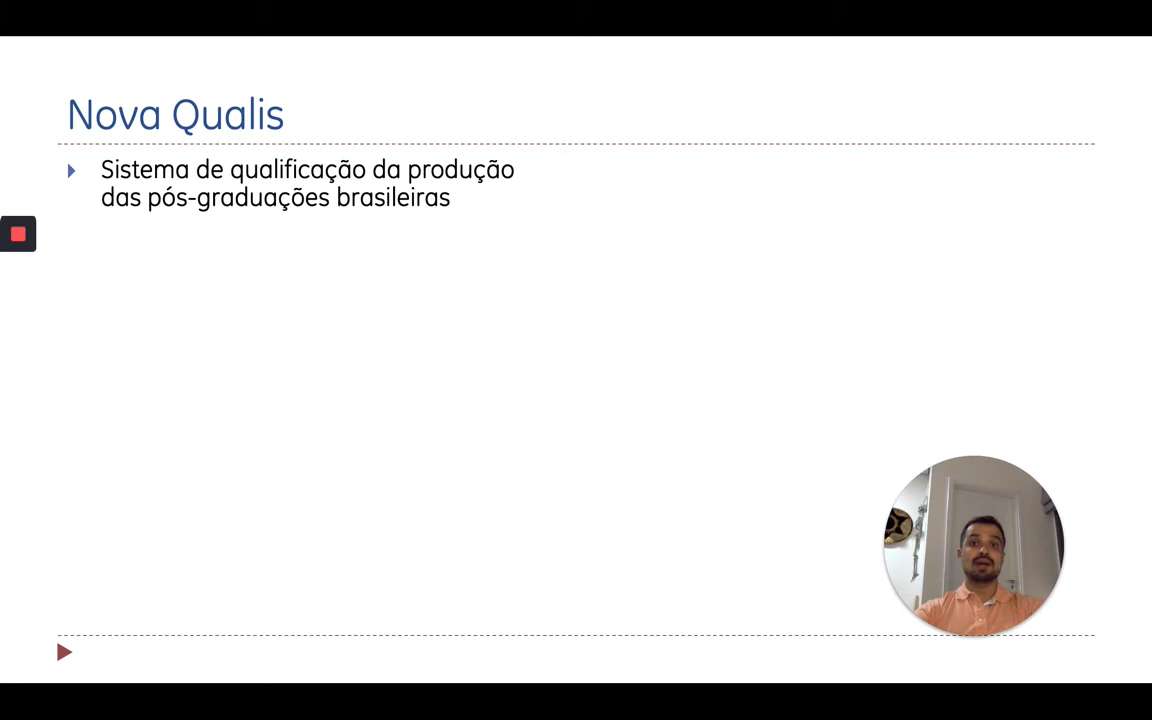 Nova Qualis
Sistema de qualificação da produção
das pós-graduações brasileiras